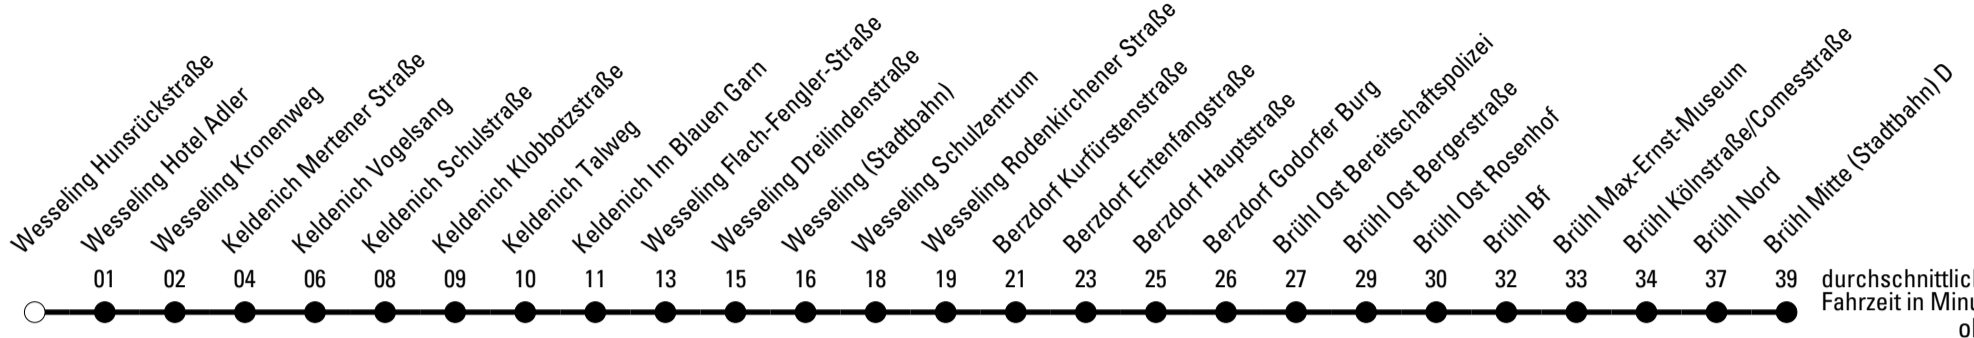 Wesseling Hunsrückstraße
Wesseling Hotel Adler
Wesseling Kronenweg
Keldenich Mertener Straße
Keldenich Vogelsang
Keldenich Schulstraße
Keldenich Klobbotzstraße
Keldenich Talweg
Keldenich Im Blauen Garn
Wesseling Flach-Fengler-Straße
Wesseling Dreilindenstraße
Wesseling (Stadtbahn)
Wesseling Schulzentrum
Wesseling Rodenkirchener Straße
Berzdorf Kurfürstenstraße
Berzdorf Entenfangstraße
Berzdorf Hauptstraße
Berzdorf Godorfer Burg
Brühl Ost Bereitschaftspolizei
Brühl Ost Bergerstraße
Brühl Ost Rosenhof
Brühl Bf
Brühl Max-Ernst-Museum
Brühl Kölnstraße/Comesstraße
Brühl Nord
Brühl Mitte (Stadtbahn) D
01 02 04 06 08 09 10 11 13 15 16 18 19 21 23 25 26 27 29 30 32 33 34 37 39
durchschnittlic
Fahrzeit in Minu